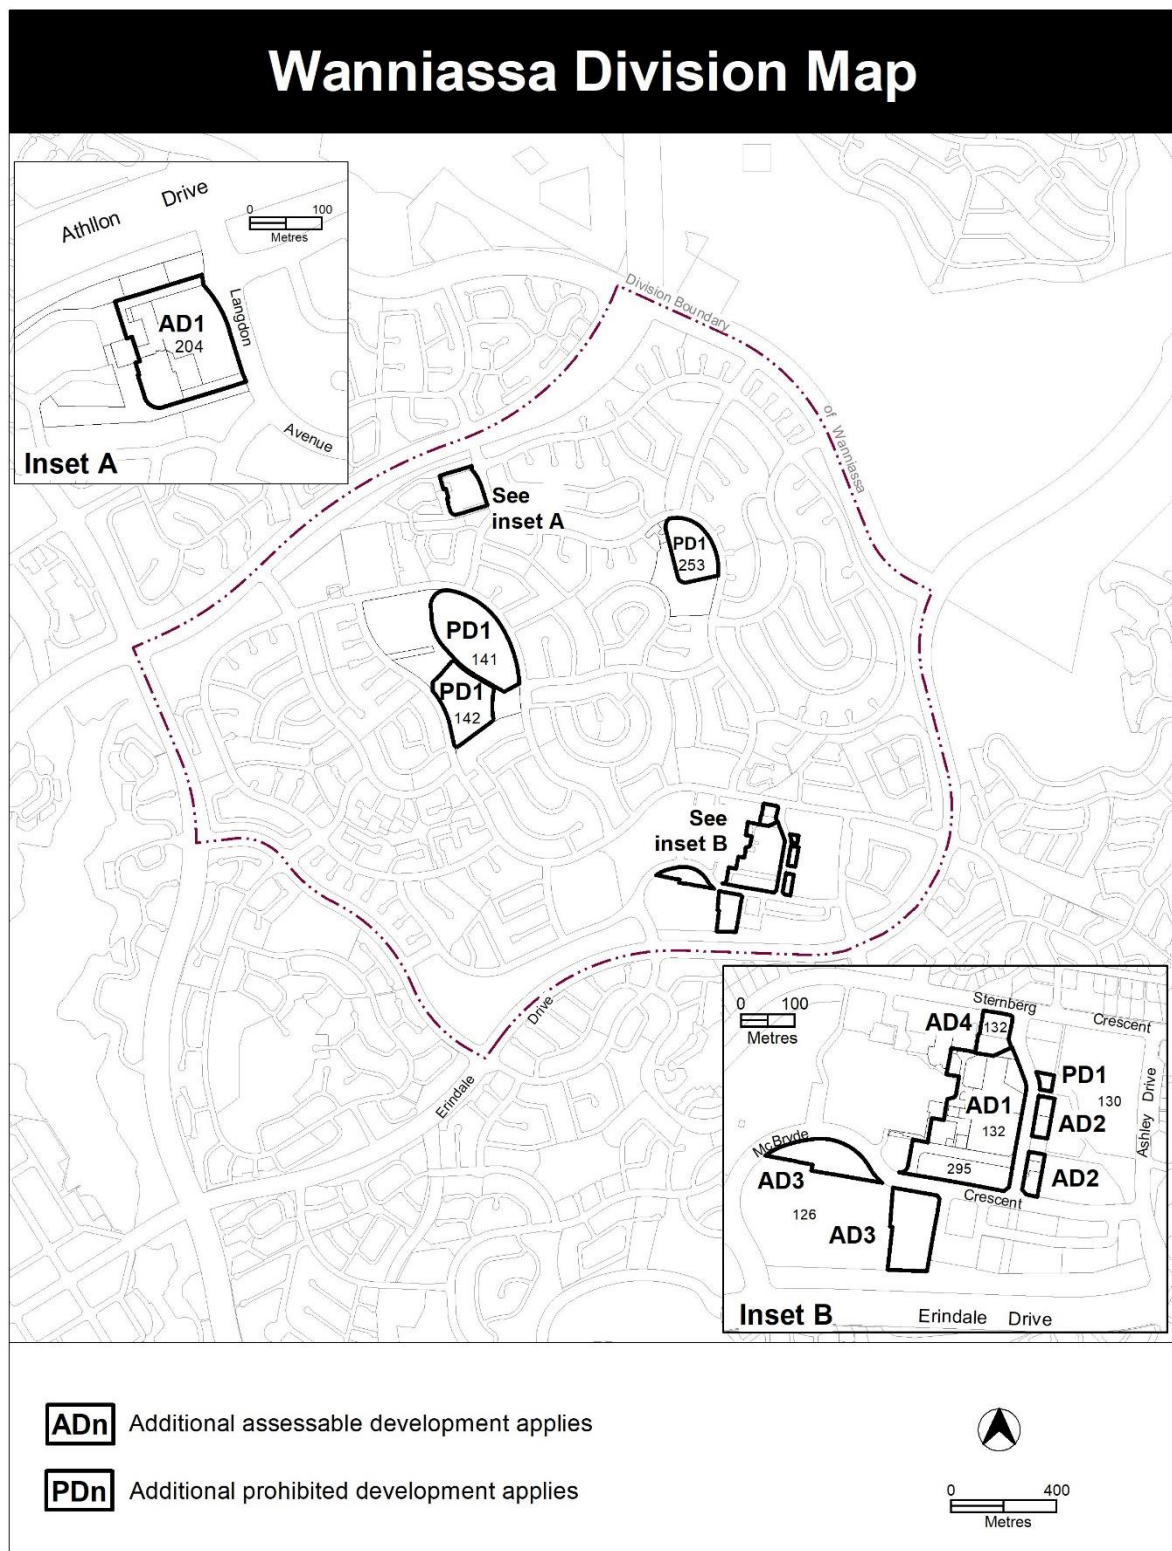 Wanniassa Division Map
Athllon Drive
0 100
Metres
Langdon
AD1
204
Avenue
Inset A
Division Boundary
of Wanniassa
See
inset A
PD1
253
PD1
141
PD1
142
See
inset B
Drive
Erindale
0 100
Metres
Sternberg
Crescent
AD4
132
PD1
130
Ashley Drive
AD1
132
AD2
McBryde
295
AD3
AD2
Crescent
126
AD3
Inset B
Erindale Drive
ADn Additional assessable development applies
PDn Additional prohibited development applies
0 400
Metres